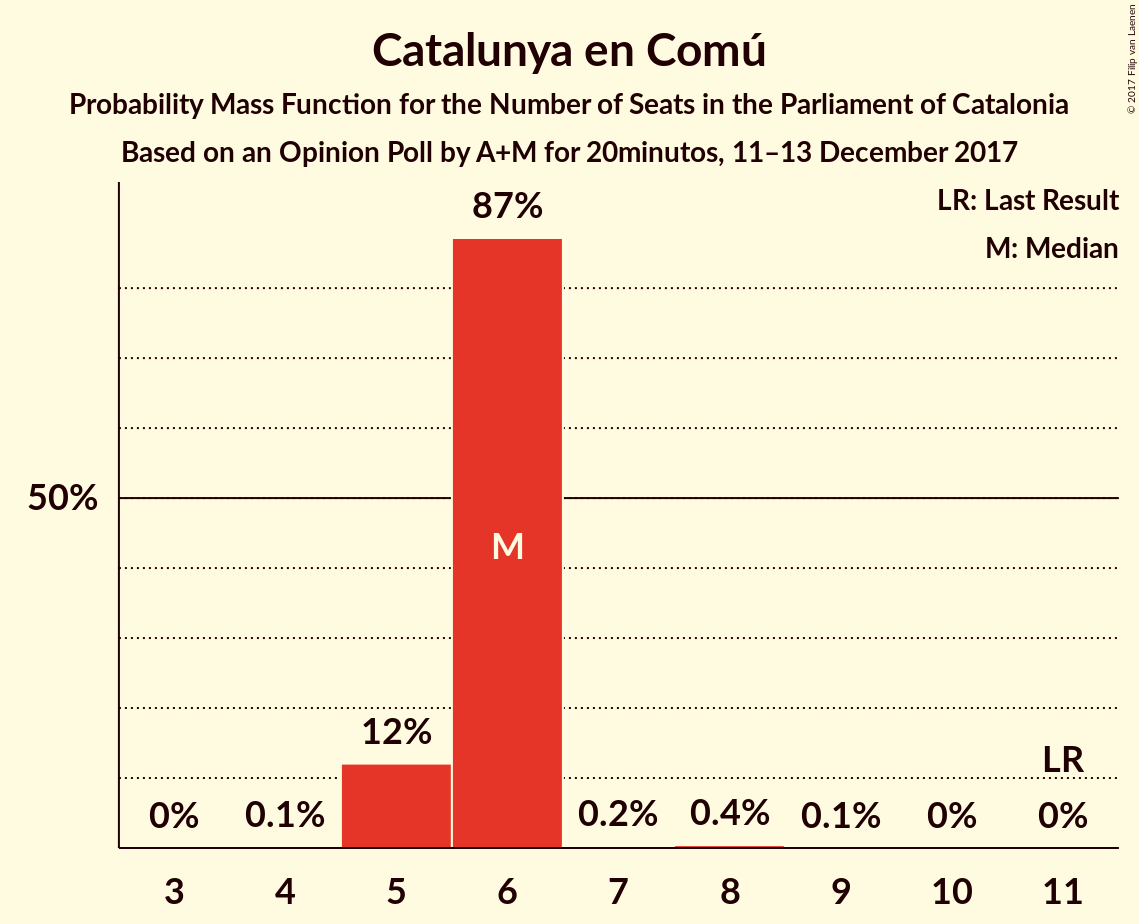 Catalunya en Comú
Probability Mass Function for the Number of Seats in the Parliament of Catalonia
Based on an Opinion Poll by A+M for 20minutos, 11–13 December 2017
© 2017 Filip van Laenen
LR: Last Result
M: Median
87%
50%
M
12%
LR
0% 0.1% 0.2% 0.4% 0.1% 0% 0%
3 4 5 6 7 8 9 10 11